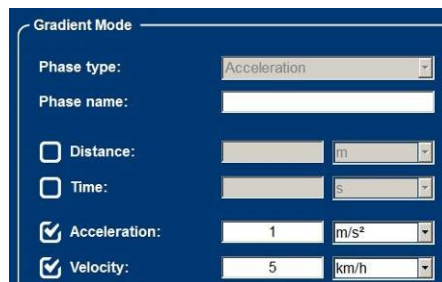 Gradient Mode
Phase type: Acceleration
Phase name:
Distance: m
Time: s
Acceleration: 1 m/s²
Velocity: 5 km/h